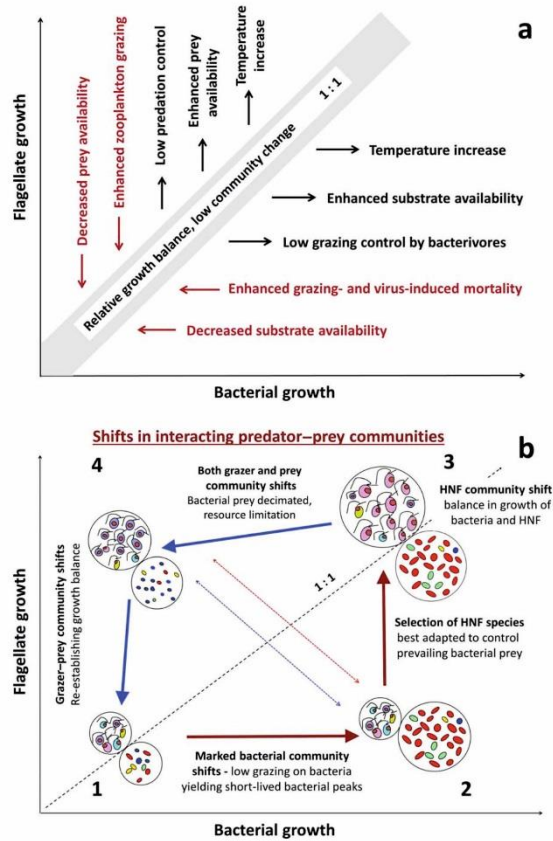 a
Flagellate growth
Decreased prey availability
Enhanced zooplankton grazing
Low predation control
Enhanced prey
availability
Temperature
increase
1 : 1
Relative growth balance, low community change
Temperature increase
Enhanced substrate availability
Low grazing control by bacterivores
Enhanced grazing- and virus-induced mortality
Decreased substrate availability
Bacterial growth
Shifts in interacting predator–prey communities
b
4
Both grazer and prey
community shifts
Bacterial prey decimated,
resource limitation
3
HNF community shift
balance in growth of
bacteria and HNF
Flagellate growth
Grazer–prey community shifts
Re-establishing growth balance
1 : 1
Selection of HNF species
best adapted to control
prevailing bacterial prey
1
Marked bacterial community
shifts - low grazing on bacteria
yielding short-lived bacterial peaks
2
Bacterial growth